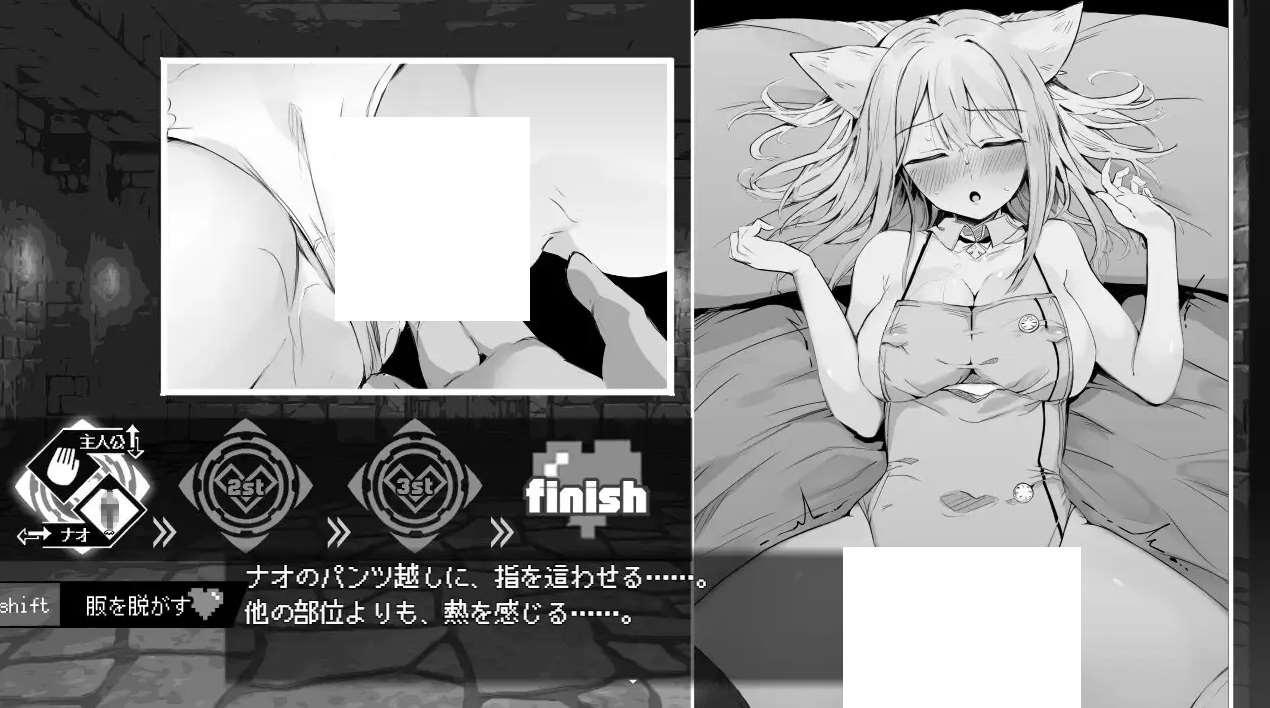 主人公
ナオ
2st
3st
finish
ナオのパンツ越しに、指を這わせる……。
他の部位よりも、熱を感じる……。
shift
服を脱がす